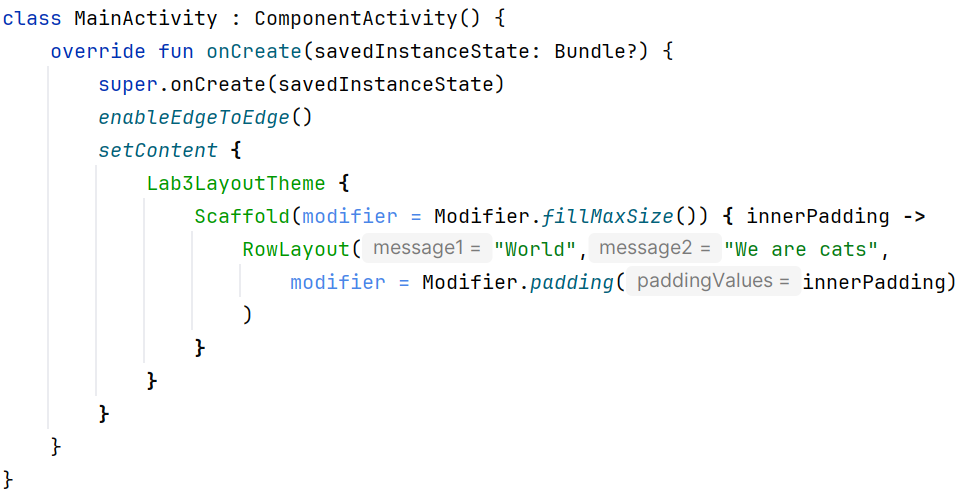 class MainActivity : ComponentActivity() {
override fun onCreate(savedInstanceState: Bundle?) {
super.onCreate(savedInstanceState)
enableEdgeToEdge()
setContent {
Lab3LayoutTheme {
Scaffold(modifier = Modifier.fillMaxSize()) { innerPadding ->
RowLayout( message1 = "World", message2 = "We are cats",
modifier = Modifier.padding( paddingValues = innerPadding)
)
}
}
}
}
}